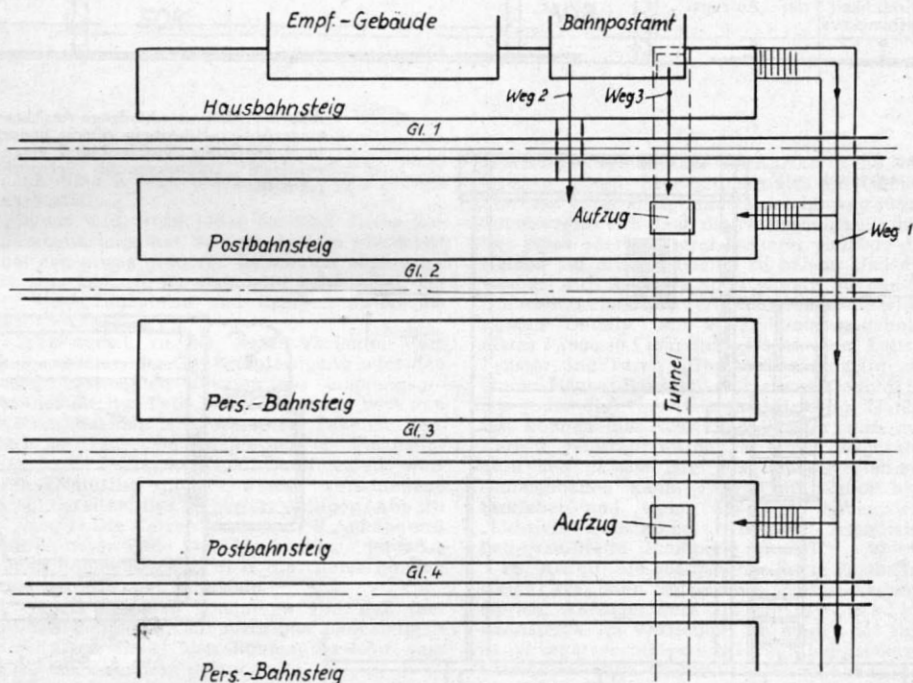 Empf.-Gebäude
Bahnpostamt
Weg 2
Weg 3
Hausbahnsteig
Gl. 1
Aufzug
Weg 1
Postbahnsteig
Gl. 2
Tunnel
Pers.-Bahnsteig
Gl. 3
Aufzug
Postbahnsteig
Gl. 4
Pers.-Bahnsteig